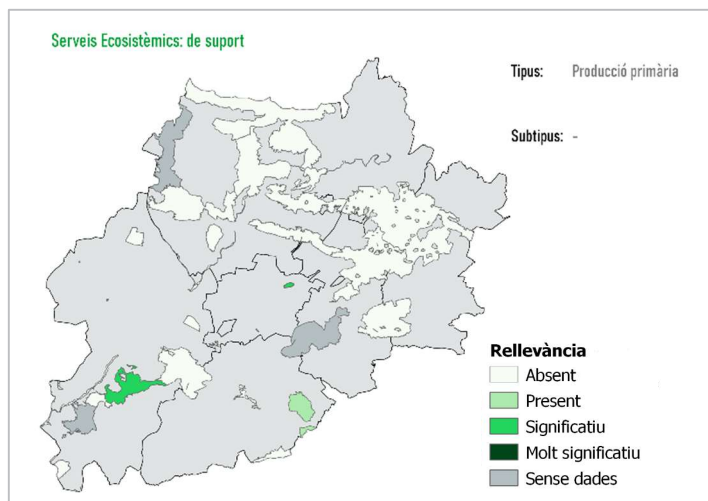 Serveis Ecosistèmics: de suport
Tipus: Producció primària
Subtipus: -
Rellevància
Absent
Present
Significatiu
Molt significatiu
Sense dades